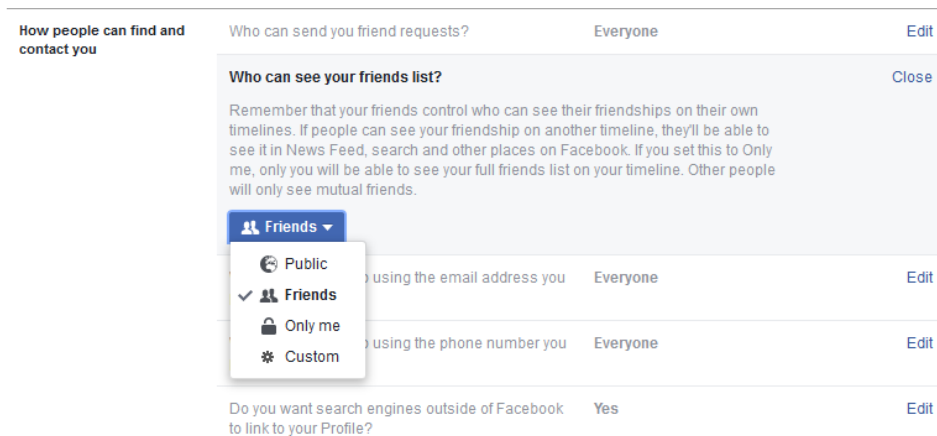 How people can find and
contact you
Who can send you friend requests? Everyone Edit
Who can see your friends list? Close
Remember that your friends control who can see their friendships on their own
timelines. If people can see your friendship on another timeline, they'll be able to
see it in News Feed, search and other places on Facebook. If you set this to Only
me, only you will be able to see your full friends list on your timeline. Other people
will only see mutual friends.
Friends
Public
Friends
Only me
Custom
using the email address you Everyone Edit
using the phone number you Everyone Edit
Do you want search engines outside of Facebook Yes Edit
to link to your Profile?